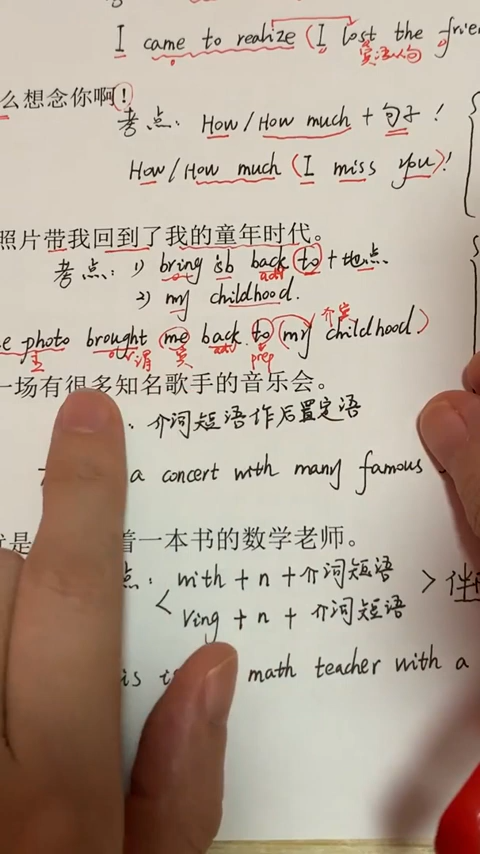 I came to realize (I lost the frien
宾语从句
么想念你啊!
考点: How/How much + 句子!
How/How much (I miss you)!
照片带我回到了我的童年时代。
考点: 1) bring sb back to + 地点
adv
2) my childhood.
介宾
e photo brought me back to (my childhood)
主 谓 宾 adv prep
一场有很多知名歌手的音乐会。
: 介词短语作后置定语
a concert with many famous
着一本书的数学老师。
点: with + n + 介词短语 > 伴
< Ving + n + 介词短语
is math teacher with a